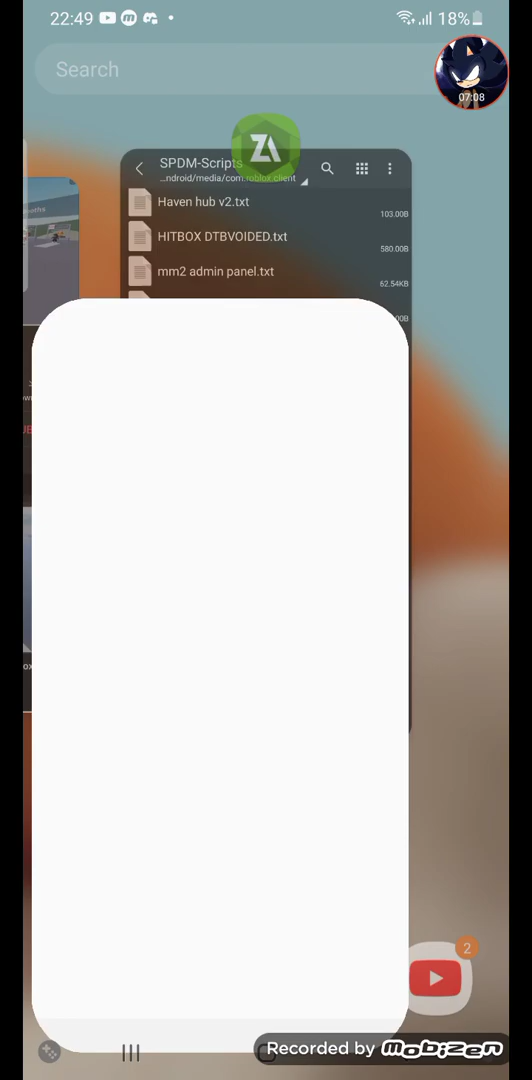 22:49
18%
Search
07:08
SPDM-Scripts
...ndroid/media/com.roblox.client
Haven hub v2.txt
103.00B
HITBOX DTBVOIDED.txt
580.00B
mm2 admin panel.txt
62.54KB
00B
2
Recorded by mobizen